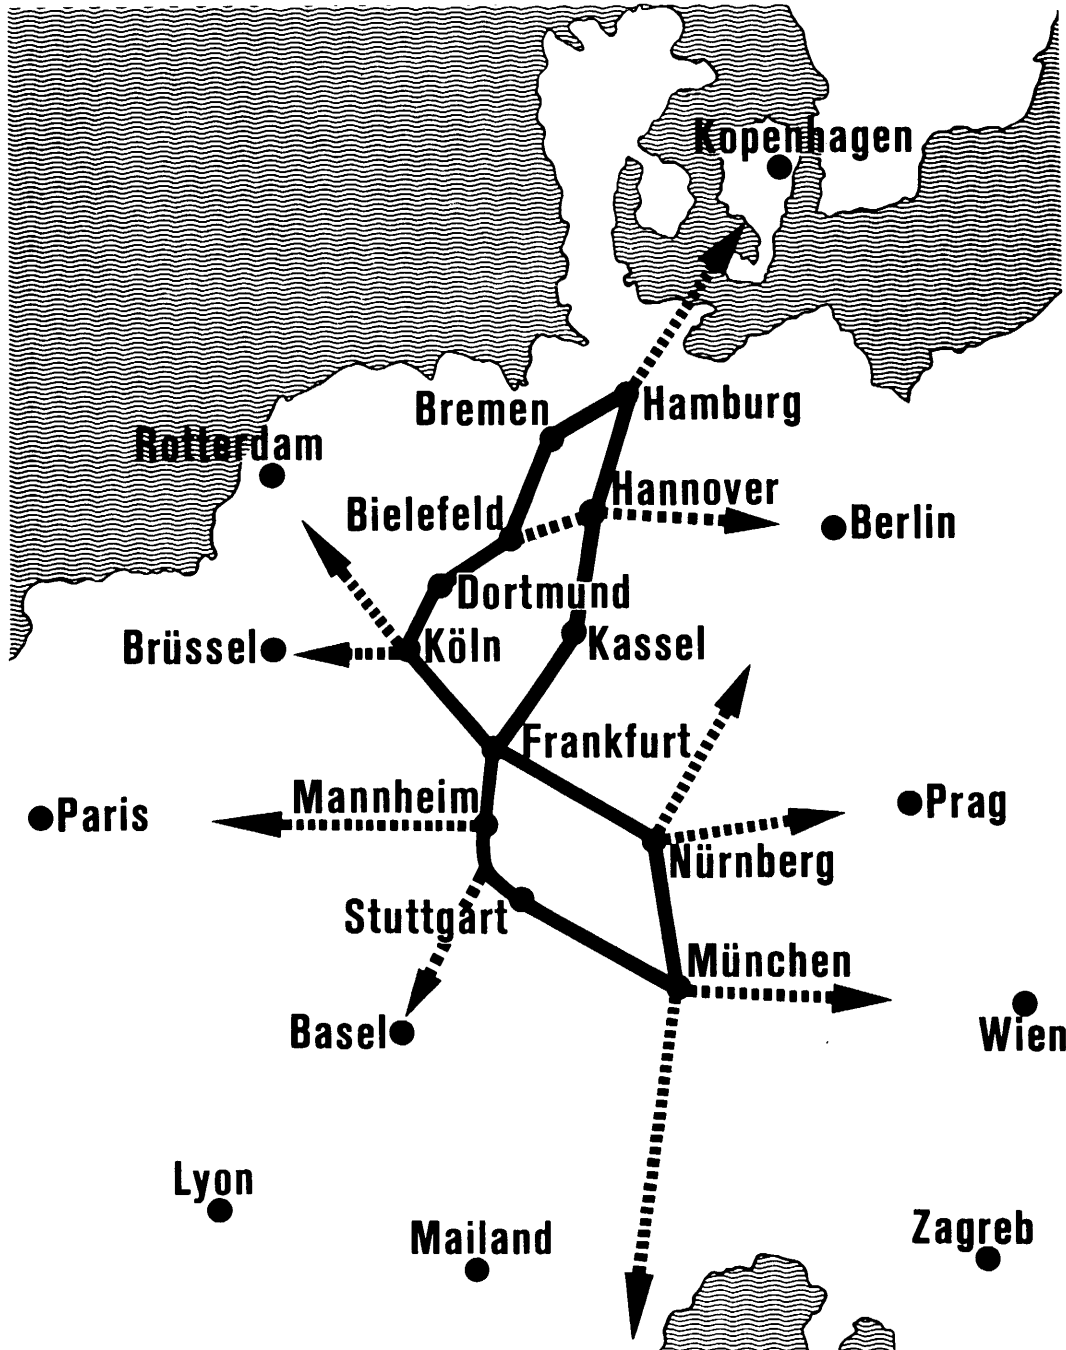 Kopenhagen
Bremen
Hamburg
Rotterdam
Hannover
Bielefeld
Berlin
Dortmund
Brüssel
Köln
Kassel
Frankfurt
Mannheim
Paris
Prag
Nürnberg
Stuttgart
München
Basel
Wien
Lyon
Mailand
Zagreb